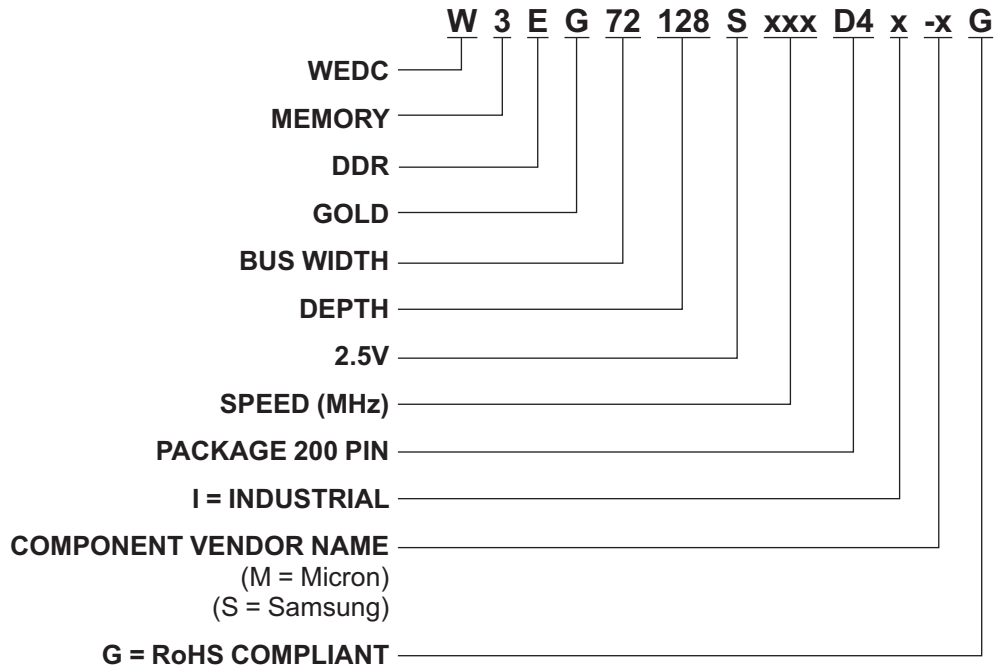 W 3 E G 72 128 S xxx D4 x -x G
WEDC
MEMORY
DDR
GOLD
BUS WIDTH
DEPTH
2.5V
SPEED (MHz)
PACKAGE 200 PIN
I = INDUSTRIAL
COMPONENT VENDOR NAME
(M = Micron)
(S = Samsung)
G = RoHS COMPLIANT